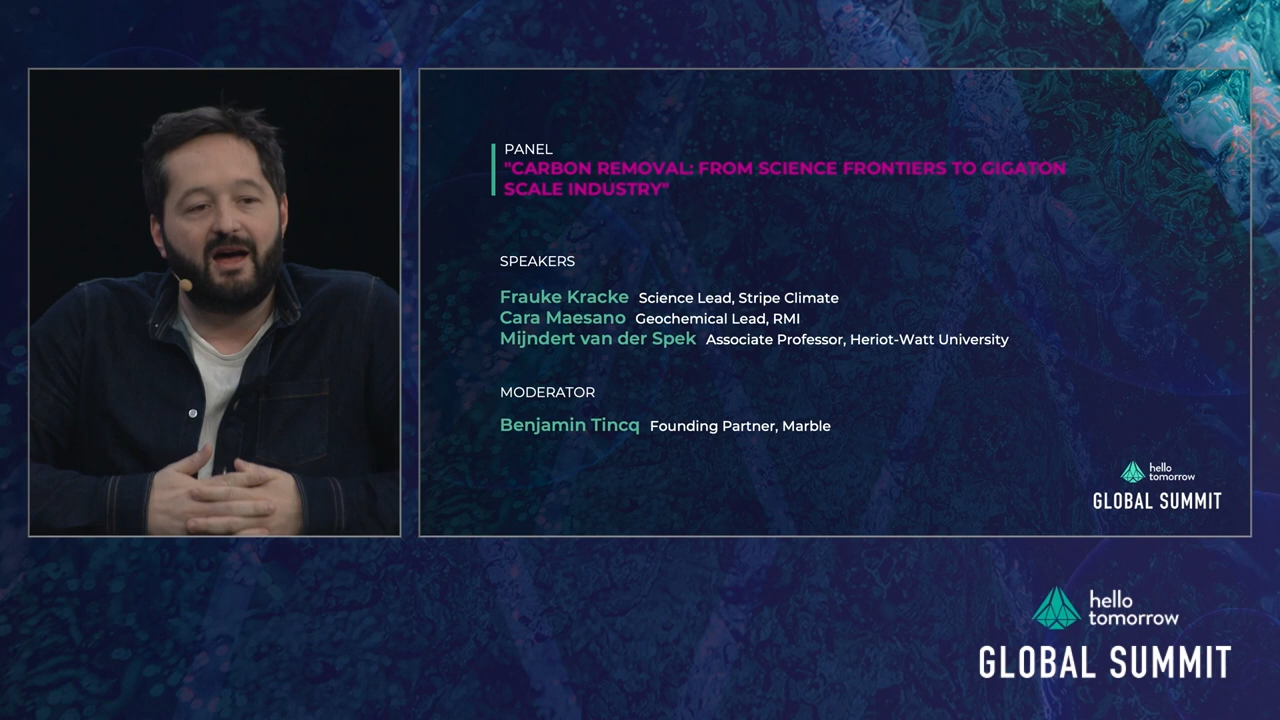 PANEL
"CARBON REMOVAL: FROM SCIENCE FRONTIERS TO GIGATON
SCALE INDUSTRY"
SPEAKERS
Frauke Kracke Science Lead, Stripe Climate
Cara Maesano Geochemical Lead, RMI
Mijndert van der Spek Associate Professor, Heriot-Watt University
MODERATOR
Benjamin Tincq Founding Partner, Marble
hello
tomorrow
GLOBAL SUMMIT
hello
tomorrow
GLOBAL SUMMIT